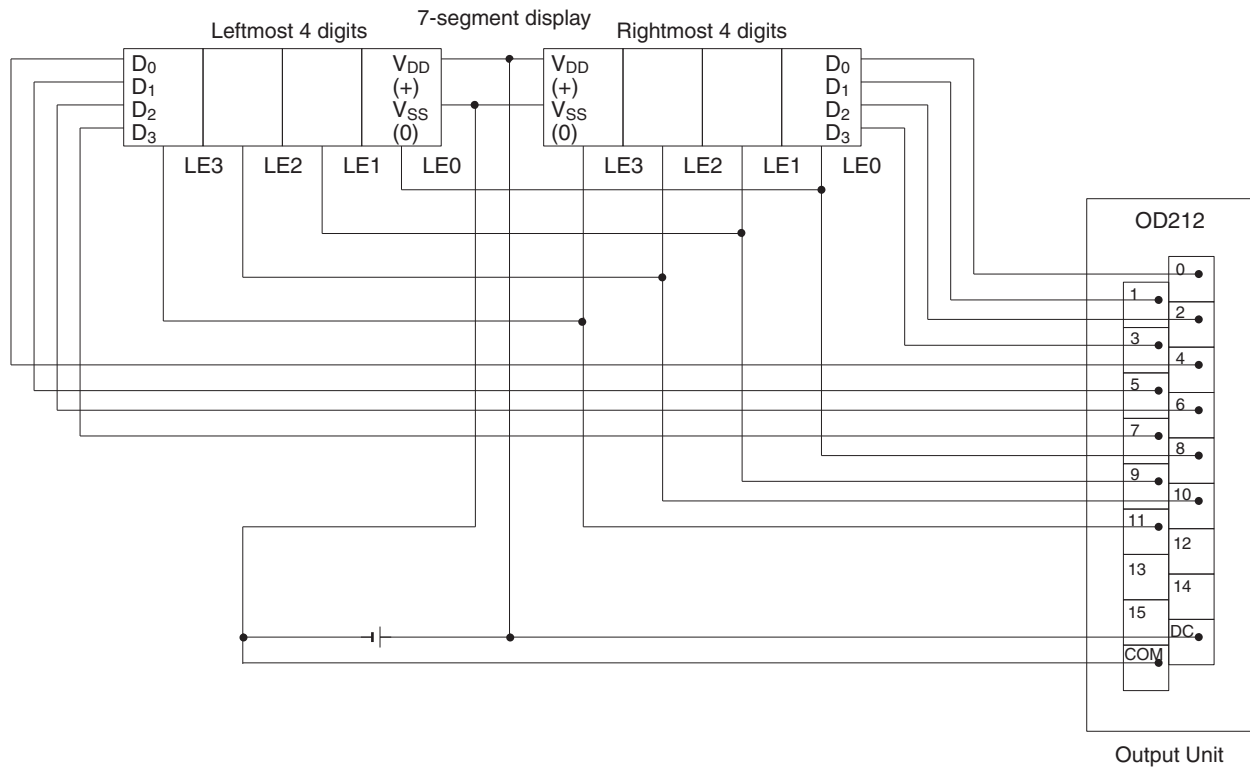 7-segment display
Leftmost 4 digits
Rightmost 4 digits
D0
D1
D2
D3
VDD
(+)
VSS
(0)
VDD
(+)
VSS
(0)
D0
D1
D2
D3
LE3
LE2
LE1
LE0
LE3
LE2
LE1
LE0
OD212
0
1
2
3
4
5
6
7
8
9
10
11
12
13
14
15
DC
COM
Output Unit